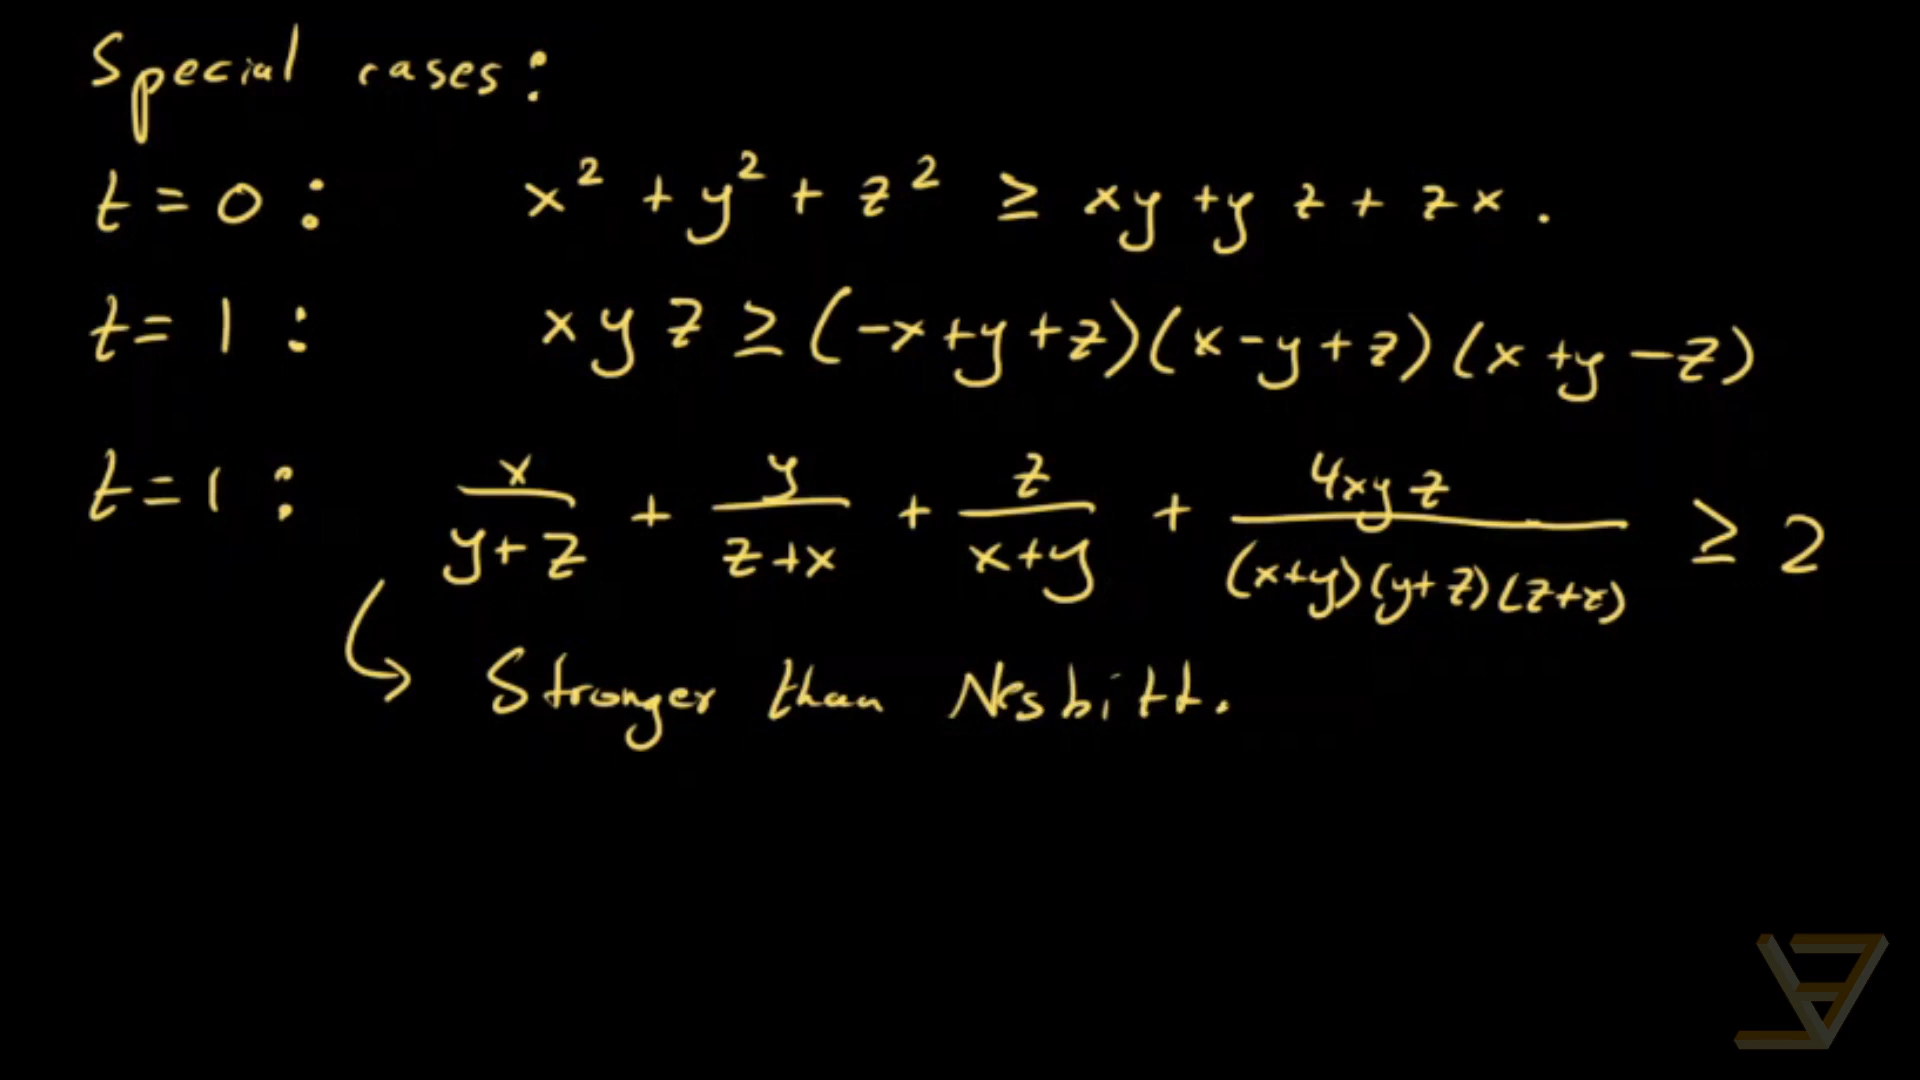 Special cases:
t = 0 : x² + y² + z² ≥ xy + yz + zx.
t = 1 : xyz ≥ (-x+y+z)(x-y+z)(x+y-z)
t = 1 : x/(y+z) + y/(z+x) + z/(x+y) + 4xyz/((x+y)(y+z)(z+x)) ≥ 2
↳ Stronger than Nesbitt.